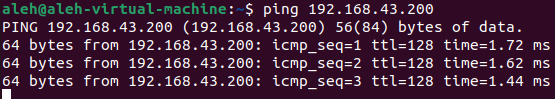 aleh@aleh-virtual-machine:~$ ping 192.168.43.200
PING 192.168.43.200 (192.168.43.200) 56(84) bytes of data.
64 bytes from 192.168.43.200: icmp_seq=1 ttl=128 time=1.72 ms
64 bytes from 192.168.43.200: icmp_seq=2 ttl=128 time=1.62 ms
64 bytes from 192.168.43.200: icmp_seq=3 ttl=128 time=1.44 ms